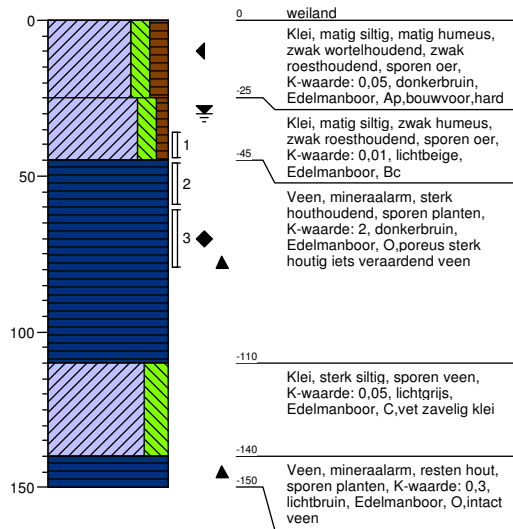 0
50
100
150
1
2
3
0
weiland
Klei, matig siltig, matig humeus,
zwak wortelhoudend, zwak
roesthoudend, sporen oer,
K-waarde: 0,05, donkerbruin,
Edelmanboor, Ap,bouwvoor,hard
-25
Klei, matig siltig, zwak humeus,
zwak roesthoudend, sporen oer,
K-waarde: 0,01, lichtbeige,
Edelmanboor, Bc
-45
Veen, mineraalarm, sterk
houthoudend, sporen planten,
K-waarde: 2, donkerbruin,
Edelmanboor, O,poreus sterk
houtig iets veraardend veen
-110
Klei, sterk siltig, sporen veen,
K-waarde: 0,05, lichtgrijs,
Edelmanboor, C,vet zavelig klei
-140
Veen, mineraalarm, resten hout,
sporen planten, K-waarde: 0,3,
lichtbruin, Edelmanboor, O,intact
veen
-150